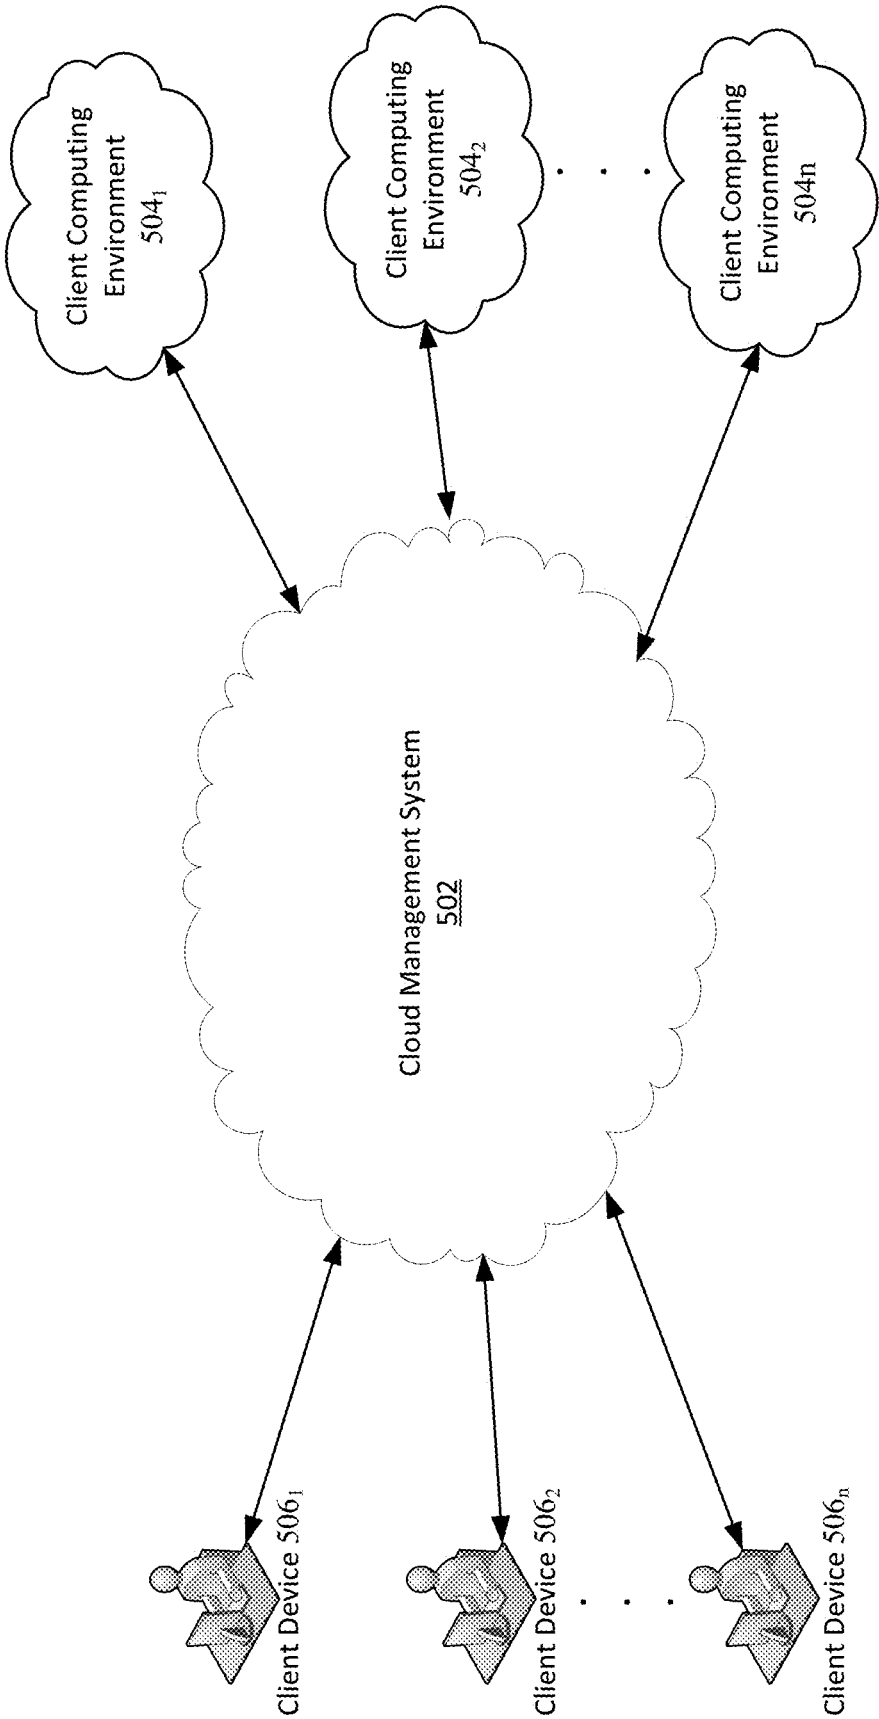 Client Computing
Environment
504₁
Client Computing
Environment
504₂
Client Computing
Environment
504n
Cloud Management System
502
Client Device 506₁
Client Device 506₂
Client Device 506ₙ